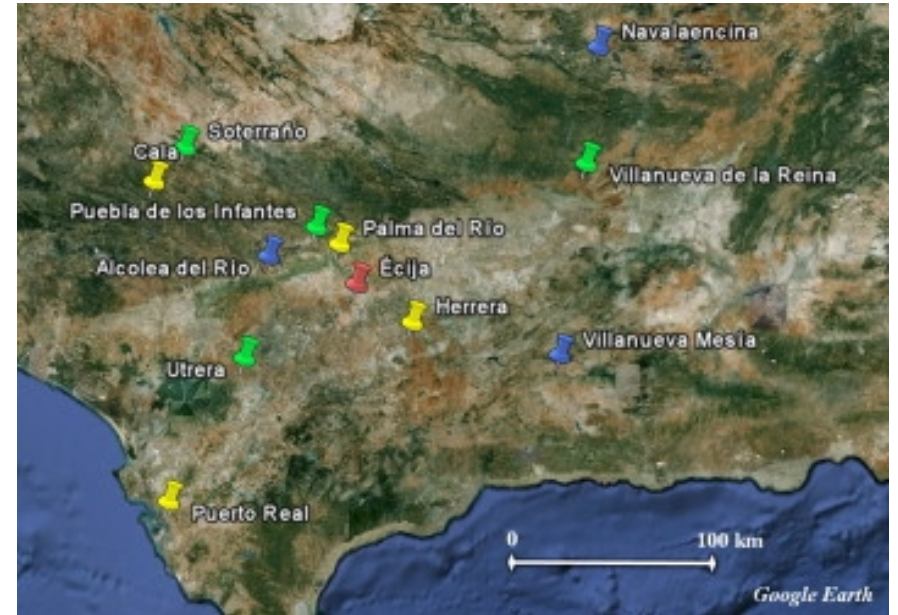 Navalaencina
Soterraño
Cala
Villanueva de la Reina
Puebla de los Infantes
Palma del Río
Alcolea del Río
Écija
Herrera
Villanueva Mesía
Utrera
Puerto Real
0 100 km
Google Earth